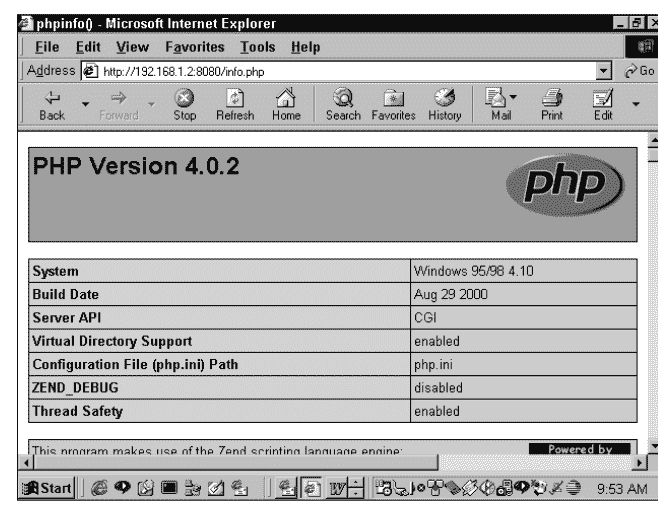 phpinfo() - Microsoft Internet Explorer
File Edit View Favorites Tools Help
Address http://192.168.1.2:8080/info.php Go
Back Forward Stop Refresh Home Search Favorites History Mail Print Edit
PHP Version 4.0.2
php
System Windows 95/98 4.10
Build Date Aug 29 2000
Server API CGI
Virtual Directory Support enabled
Configuration File (php.ini) Path php.ini
ZEND_DEBUG disabled
Thread Safety enabled
This program makes use of the Zend scripting language engine: Powered by
Start 9:53 AM